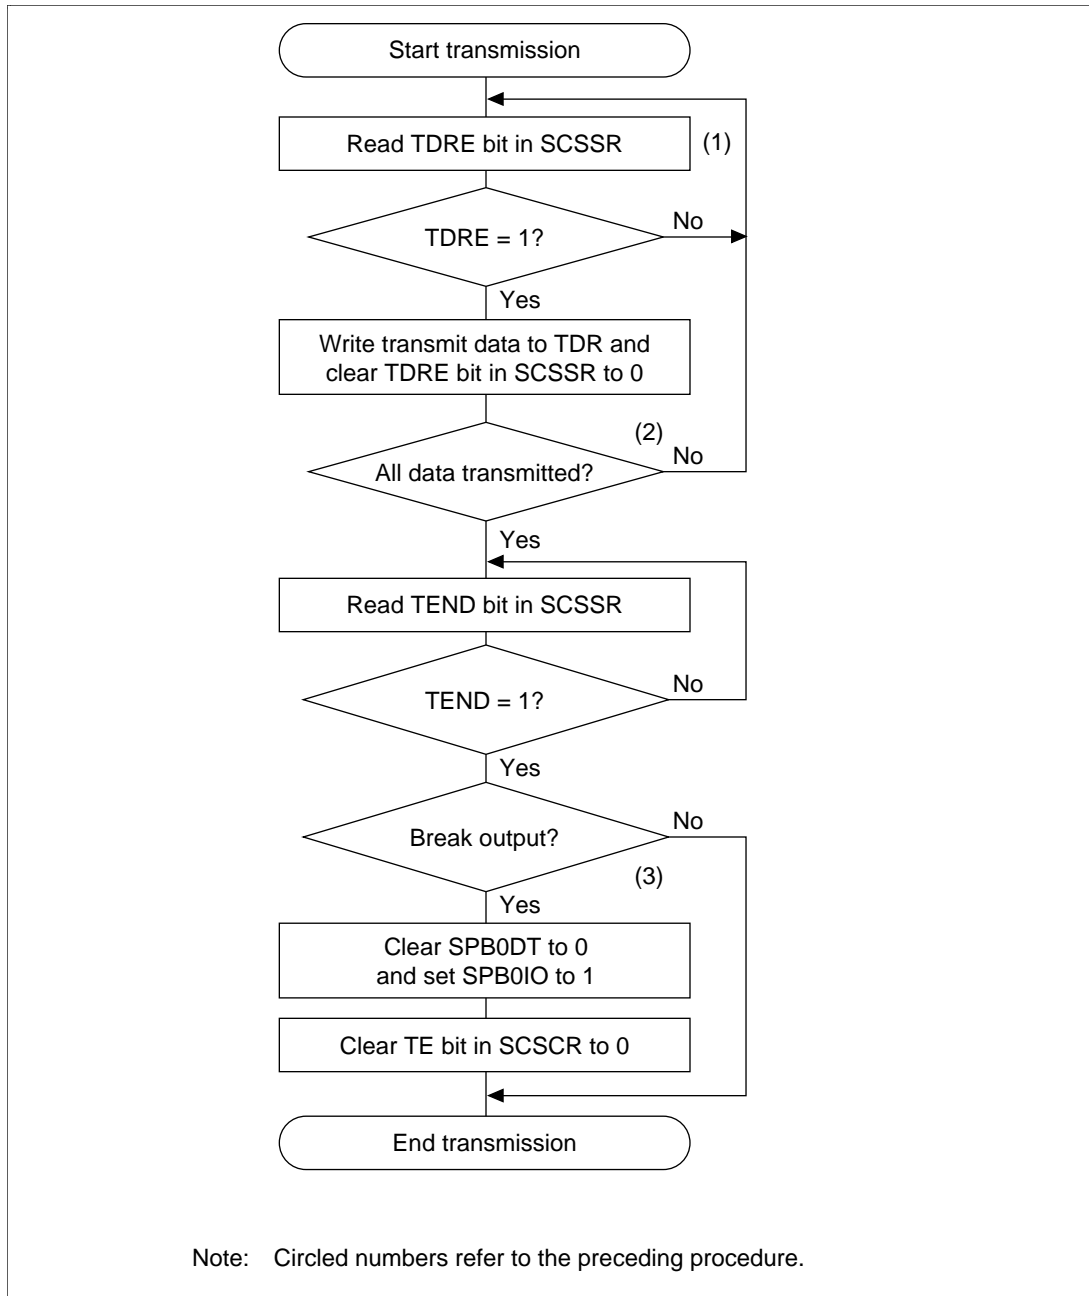 Start transmission
Read TDRE bit in SCSSR
(1)
TDRE = 1?
No
Yes
Write transmit data to TDR and
clear TDRE bit in SCSSR to 0
(2)
All data transmitted?
No
Yes
Read TEND bit in SCSSR
TEND = 1?
No
Yes
Break output?
No
(3)
Yes
Clear SPB0DT to 0
and set SPB0IO to 1
Clear TE bit in SCSCR to 0
End transmission
Note: Circled numbers refer to the preceding procedure.